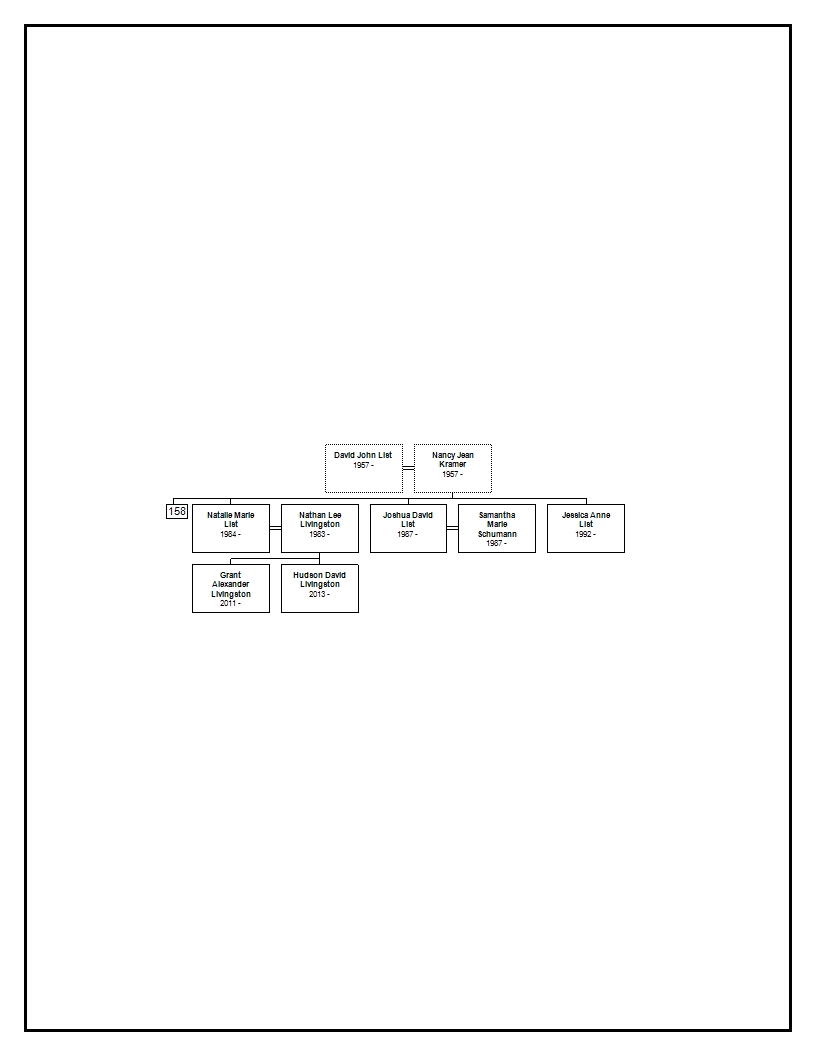 David John List
1957 -
Nancy Jean
Kramer
1957 -
158
Natalie Marie
List
1984 -
Nathan Lee
Livingston
1983 -
Joshua David
List
1987 -
Samantha
Marie
Schumann
1987 -
Jessica Anne
List
1992 -
Grant
Alexander
Livingston
2011 -
Hudson David
Livingston
2013 -